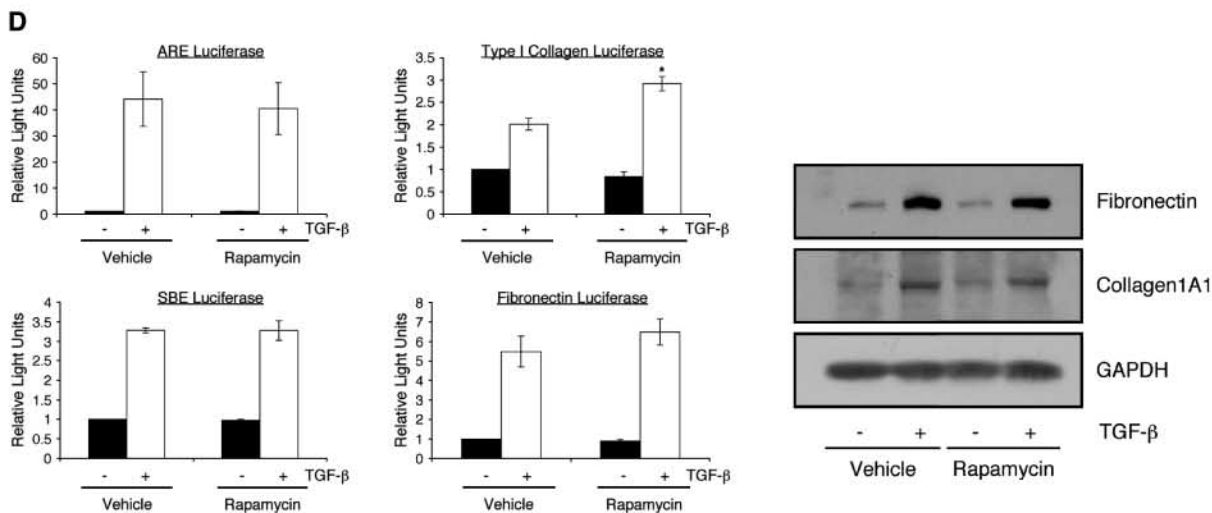 D
ARE Luciferase
Relative Light Units
60
50
40
30
20
10
0
- + - + TGF-β
Vehicle Rapamycin
Type I Collagen Luciferase
Relative Light Units
3.5
3
2.5
2
1.5
1
0.5
0
*
- + - + TGF-β
Vehicle Rapamycin
SBE Luciferase
Relative Light Units
4
3.5
3
2.5
2
1.5
1
0.5
0
- + - + TGF-β
Vehicle Rapamycin
Fibronectin Luciferase
Relative Light Units
8
7
6
5
4
3
2
1
0
- + - + TGF-β
Vehicle Rapamycin
Fibronectin
Collagen1A1
GAPDH
- + - + TGF-β
Vehicle Rapamycin